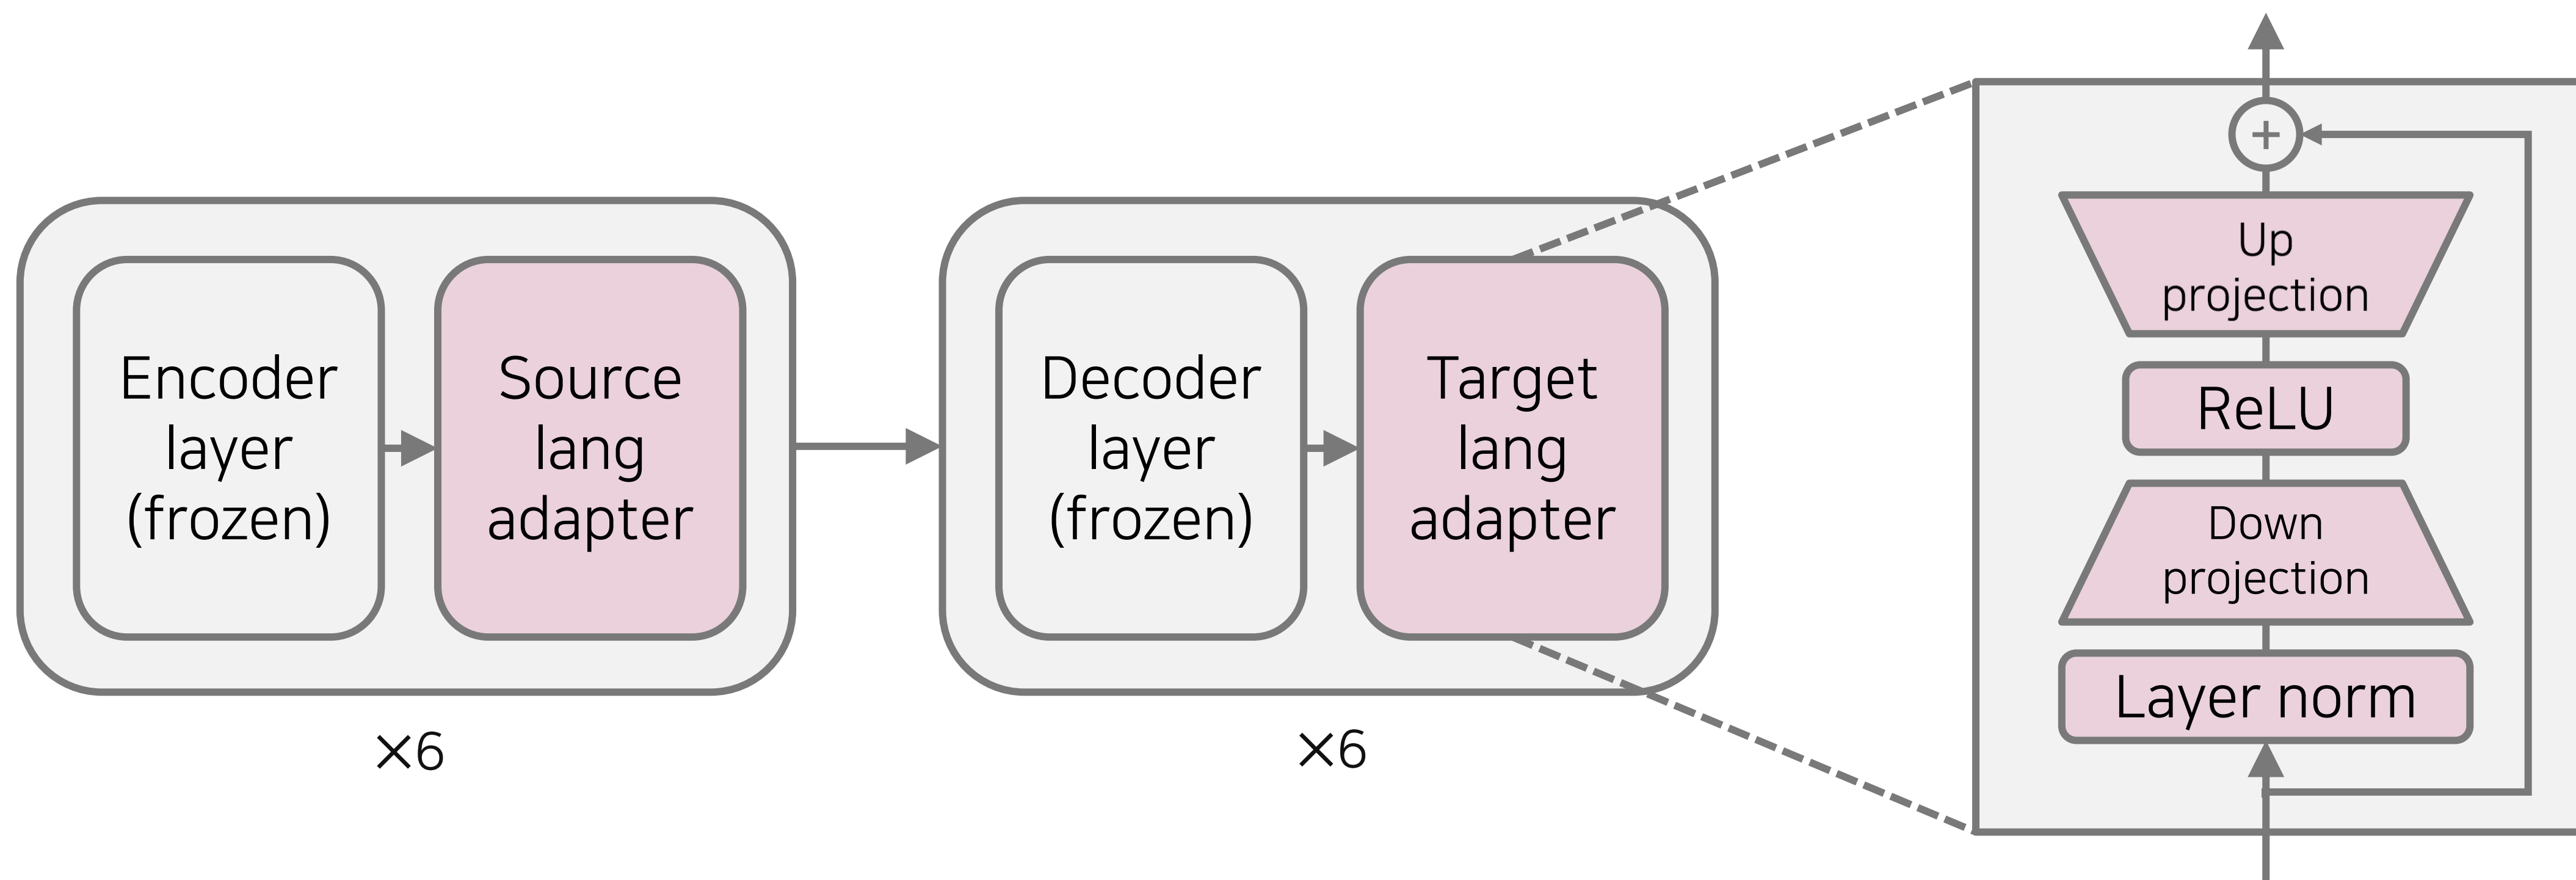 Encoder
layer
(frozen)
Source
lang
adapter
×6
Decoder
layer
(frozen)
Target
lang
adapter
×6
+
Up
projection
ReLU
Down
projection
Layer norm